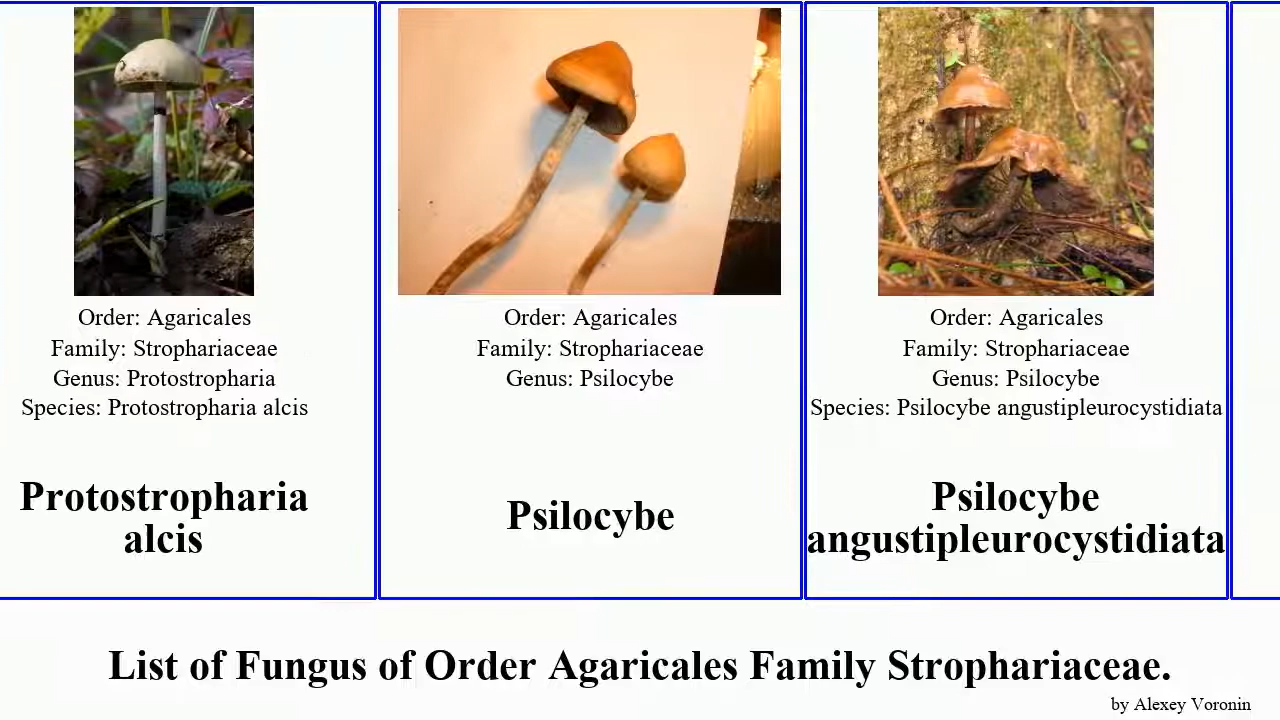 Order: Agaricales
Family: Strophariaceae
Genus: Protostropharia
Species: Protostropharia alcis
Protostropharia
alcis
Order: Agaricales
Family: Strophariaceae
Genus: Psilocybe
Psilocybe
Order: Agaricales
Family: Strophariaceae
Genus: Psilocybe
Species: Psilocybe angustipleurocystidiata
Psilocybe
angustipleurocystidiata
List of Fungus of Order Agaricales Family Strophariaceae.
by Alexey Voronin